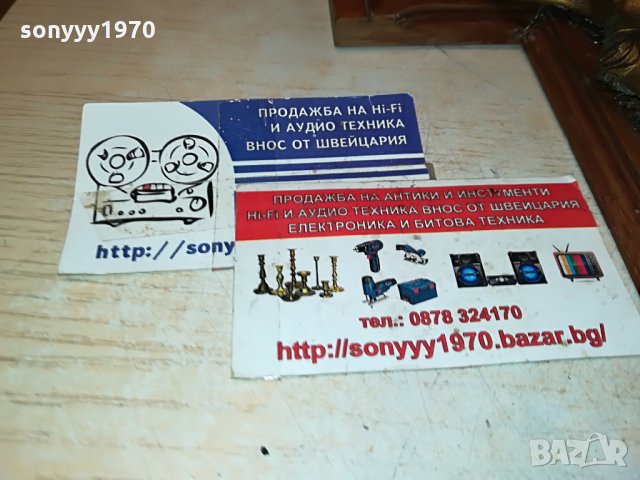 sonyyy1970
ПРОДАЖБА НА Hi-Fi
И АУДИО ТЕХНИКА
ВНОС ОТ ШВЕЙЦАРИЯ
http://sony
ПРОДАЖБА НА АНТИКИ И ИНСТРУМЕНТИ
Hi-Fi И АУДИО ТЕХНИКА ВНОС ОТ ШВЕЙЦАРИЯ
ЕЛЕКТРОНИКА И БИТОВА ТЕХНИКА
тел.: 0878 324170
http://sonyyy1970.bazar.bg/
sonyyy1970
BAZAR